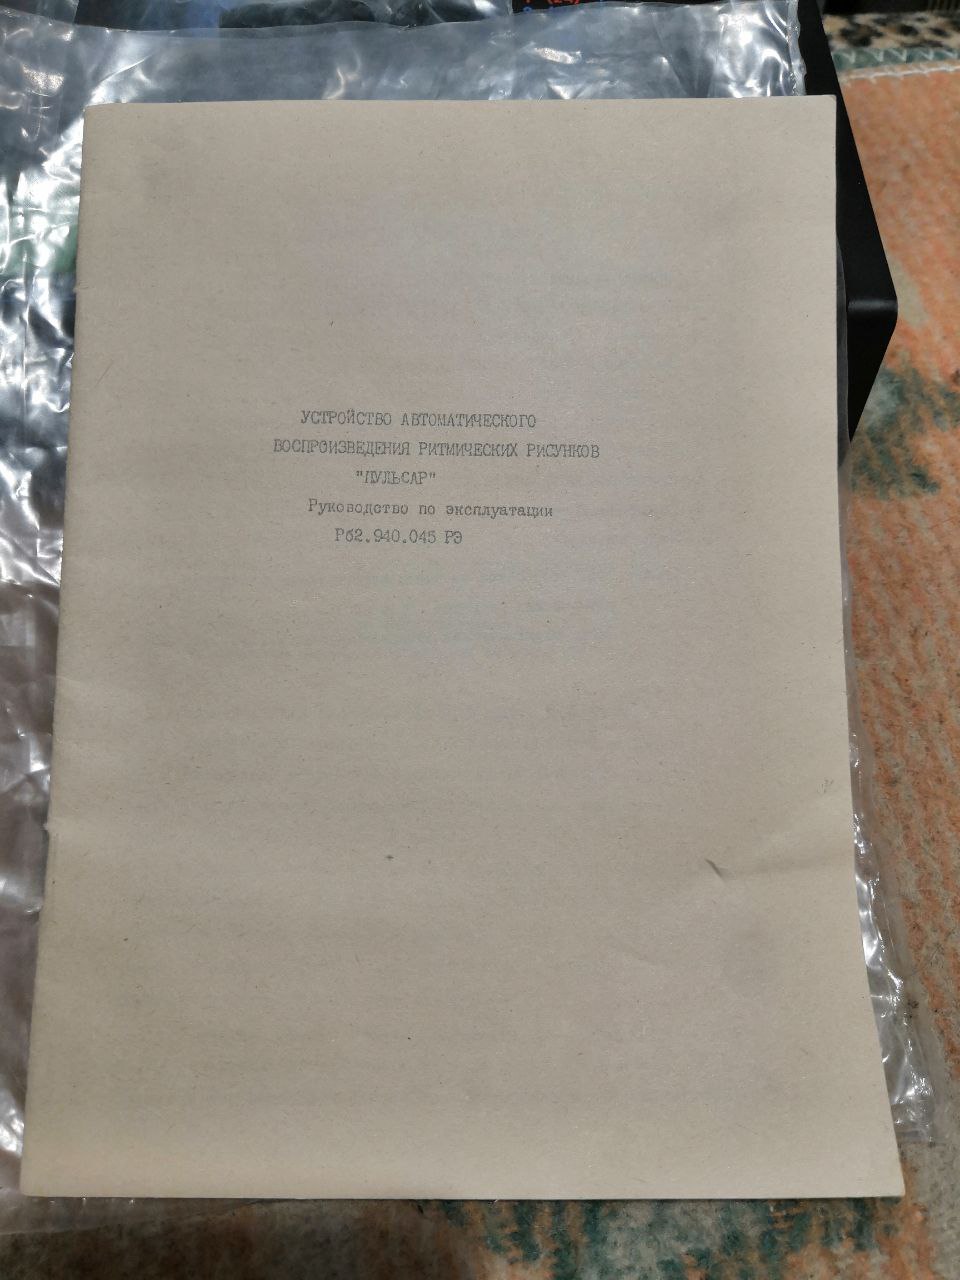 УСТРОЙСТВО АВТОМАТИЧЕСКОГО
ВОСПРОИЗВЕДЕНИЯ РИТМИЧЕСКИХ РИСУНКОВ
"ПУЛЬСАР"
Руководство по эксплуатации
Рб2.940.045 РЭ